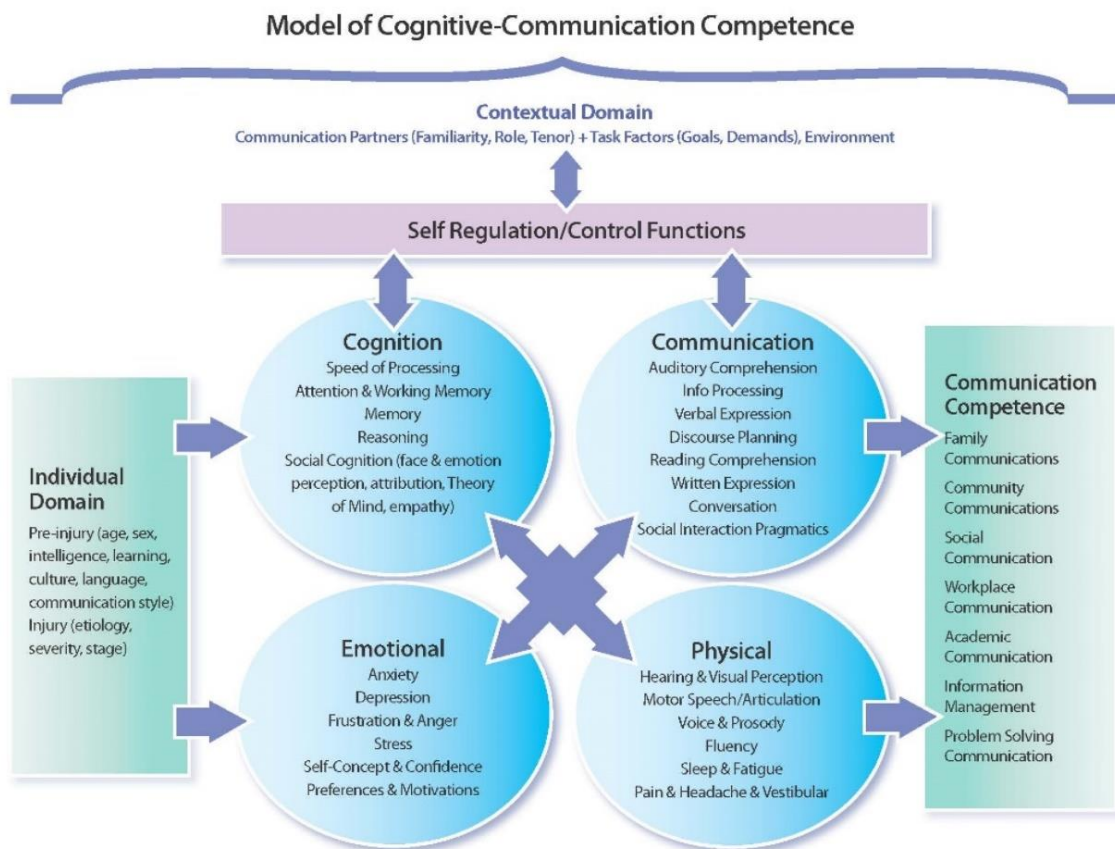 Model of Cognitive-Communication Competence
Contextual Domain
Communication Partners (Familiarity, Role, Tenor) + Task Factors (Goals, Demands), Environment
Self Regulation/Control Functions
Individual
Domain
Pre-injury (age, sex,
intelligence, learning,
culture, language,
communication style)
Injury (etiology,
severity, stage)
Cognition
Speed of Processing
Attention & Working Memory
Memory
Reasoning
Social Cognition (face & emotion
perception, attribution, Theory
of Mind, empathy)
Communication
Auditory Comprehension
Info Processing
Verbal Expression
Discourse Planning
Reading Comprehension
Written Expression
Conversation
Social Interaction Pragmatics
Emotional
Anxiety
Depression
Frustration & Anger
Stress
Self-Concept & Confidence
Preferences & Motivations
Physical
Hearing & Visual Perception
Motor Speech/Articulation
Voice & Prosody
Fluency
Sleep & Fatigue
Pain & Headache & Vestibular
Communication
Competence
Family
Communications
Community
Communications
Social
Communication
Workplace
Communication
Academic
Communication
Information
Management
Problem Solving
Communication